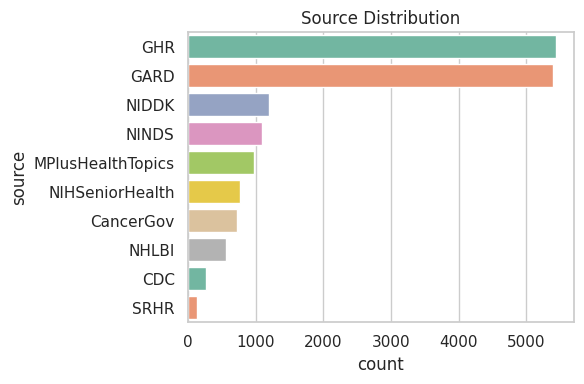 Source Distribution
GHR
GARD
NIDDK
NINDS
MPlusHealthTopics
NIHSeniorHealth
CancerGov
NHLBI
CDC
SRHR
source
0 1000 2000 3000 4000 5000
count